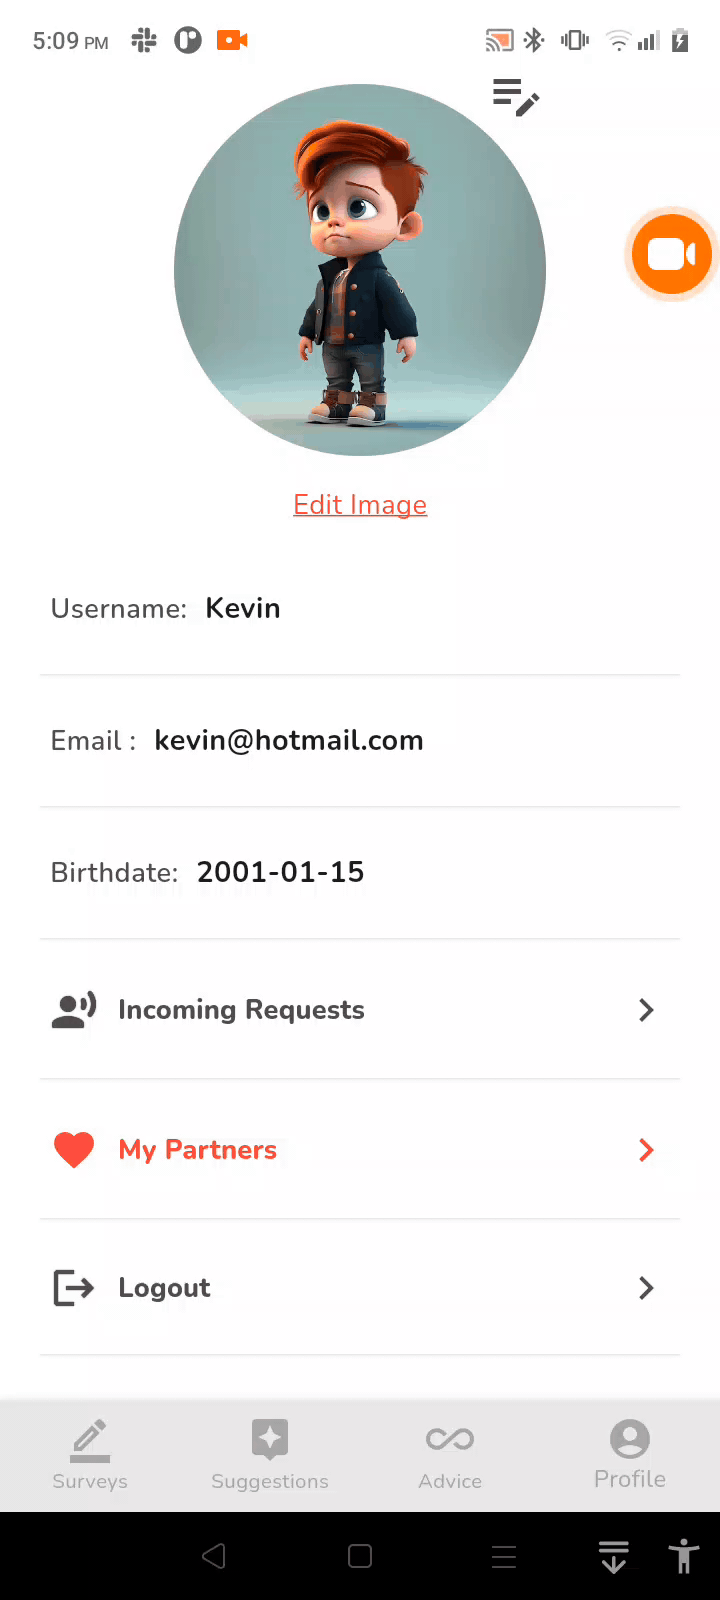 5:09 PM
Edit Image
Username: Kevin
Email : kevin@hotmail.com
Birthdate: 2001-01-15
Incoming Requests
My Partners
Logout
Surveys Suggestions Advice Profile